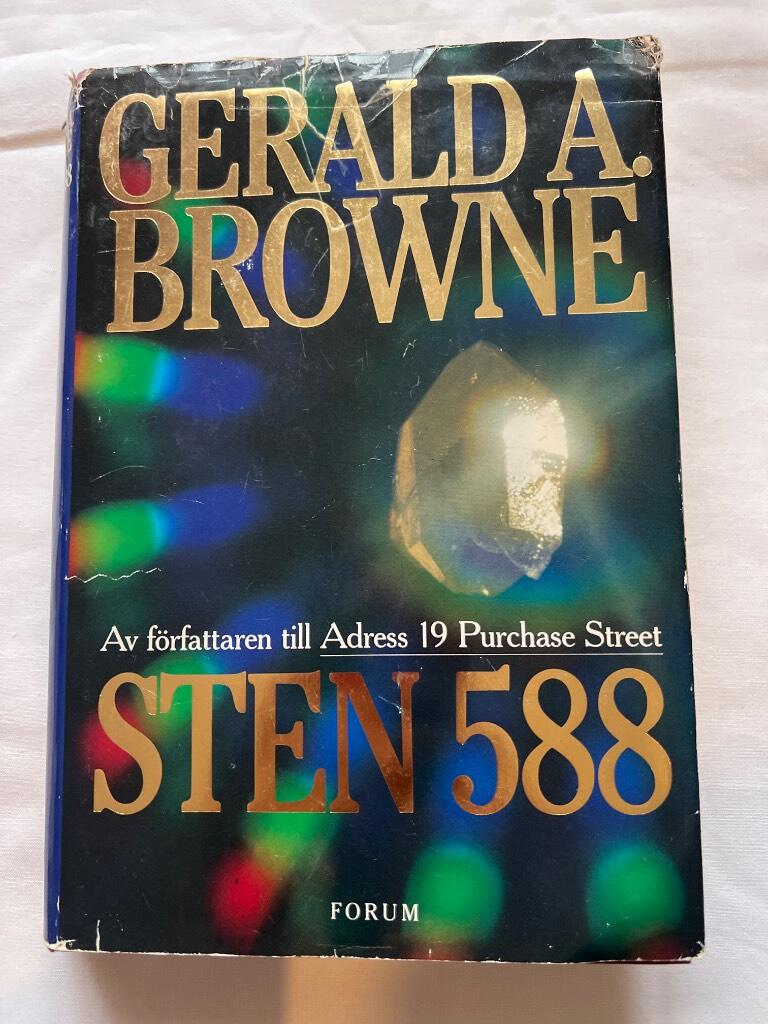 GERALD A.
BROWNE
Av författaren till Adress 19 Purchase Street
STEN 588
FORUM